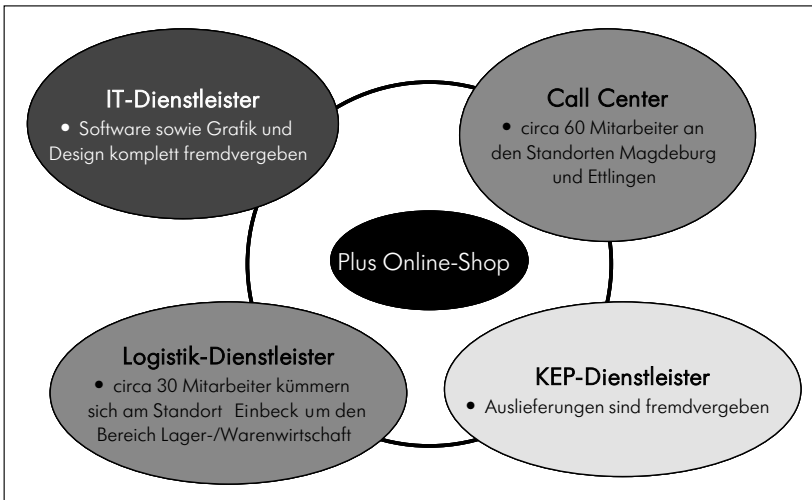 IT-Dienstleister
• Software sowie Grafik und
Design komplett fremdvergeben
Call Center
• circa 60 Mitarbeiter an
den Standorten Magdeburg
und Ettlingen
Plus Online-Shop
Logistik-Dienstleister
• circa 30 Mitarbeiter kümmern
sich am Standort Einbeck um den
Bereich Lager-/Warenwirtschaft
KEP-Dienstleister
• Auslieferungen sind fremdvergeben